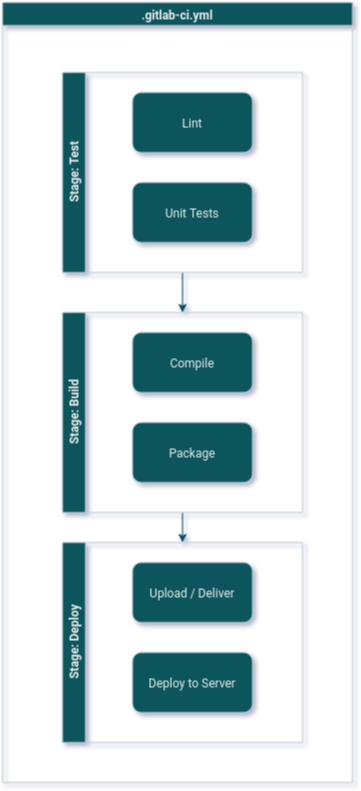 .gitlab-ci.yml
Stage: Test
Lint
Unit Tests
Stage: Build
Compile
Package
Stage: Deploy
Upload / Deliver
Deploy to Server